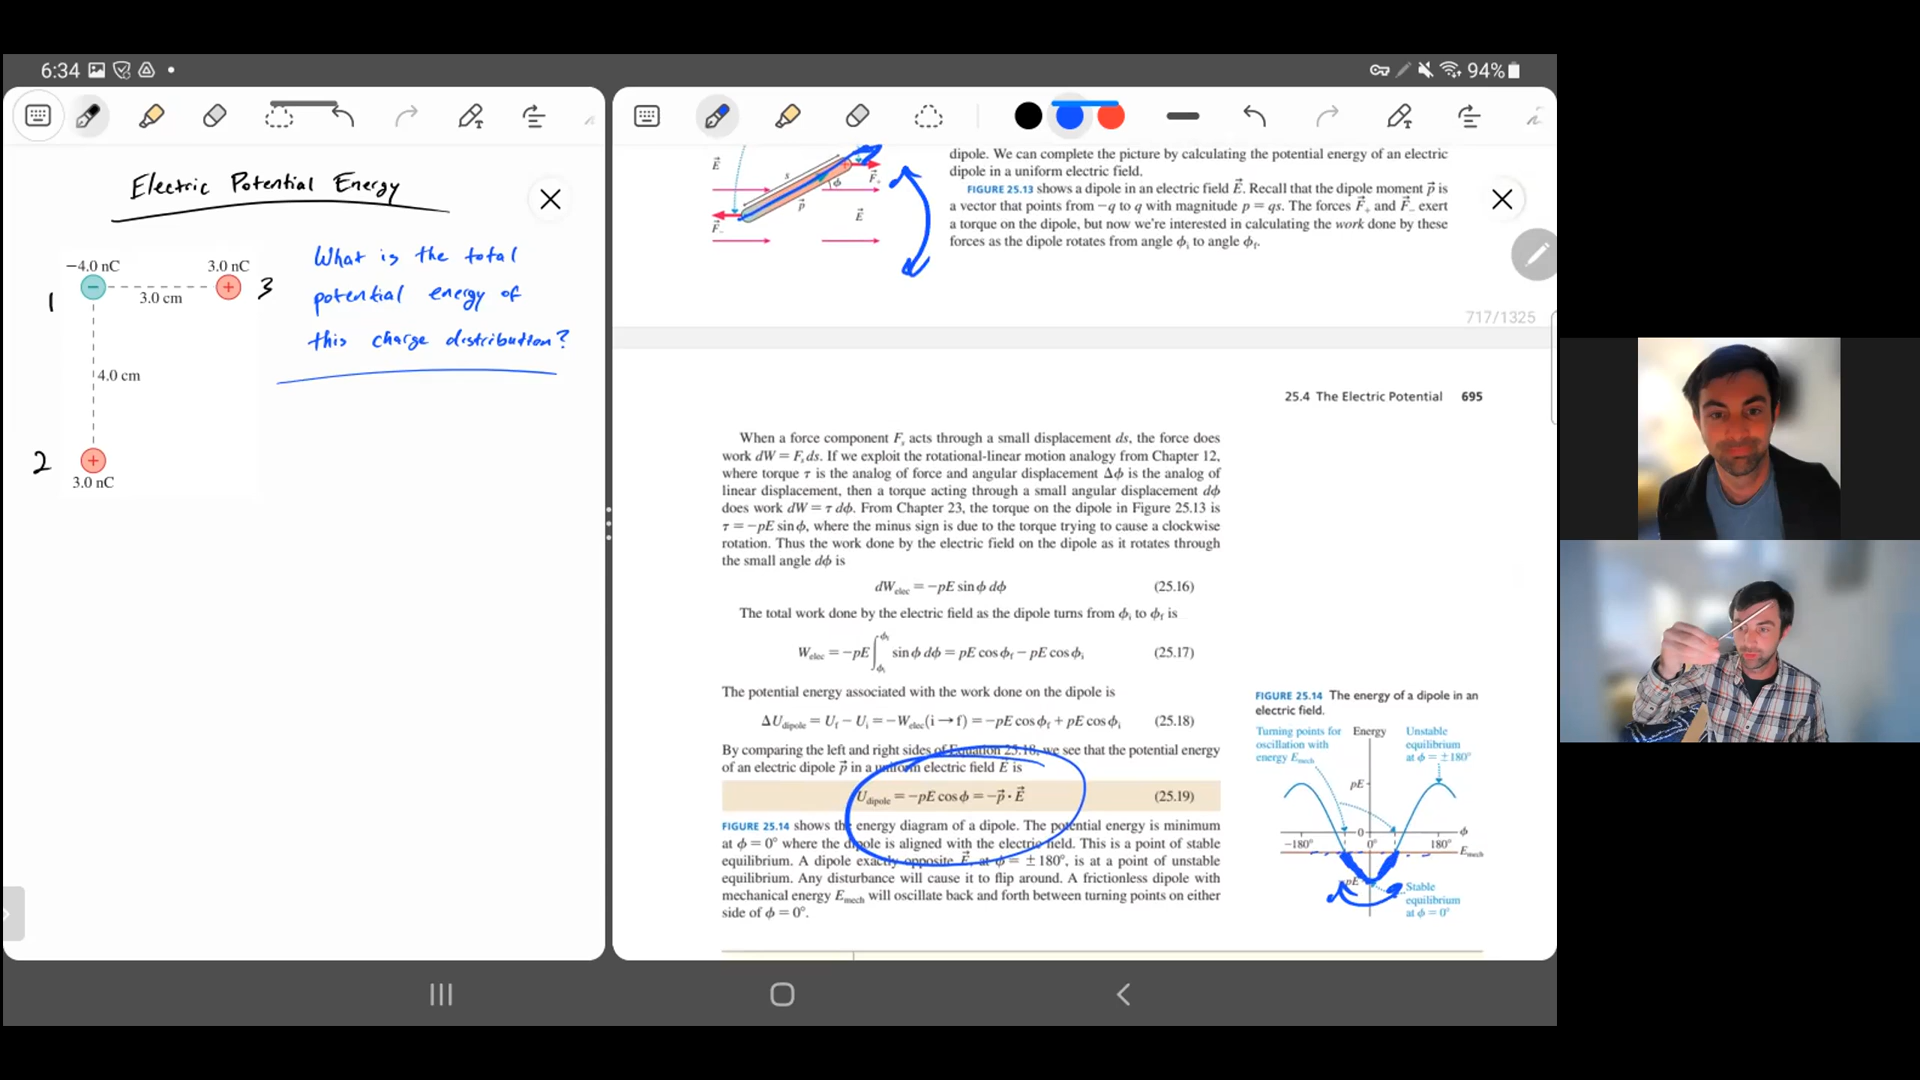 6:34
94%
Electric Potential Energy
−4.0 nC
3.0 nC
1
3
3.0 cm
What is the total
potential energy of
this charge distribution?
4.0 cm
2
3.0 nC
E⃗
s
ϕ
F⃗₊
p⃗
E⃗
F⃗₋
dipole. We can complete the picture by calculating the potential energy of an electric
dipole in a uniform electric field.
FIGURE 25.13 shows a dipole in an electric field E⃗. Recall that the dipole moment p⃗ is
a vector that points from −q to q with magnitude p = qs. The forces F⃗₊ and F⃗₋ exert
a torque on the dipole, but now we're interested in calculating the work done by these
forces as the dipole rotates from angle ϕᵢ to angle ϕf.
717/1325
25.4 The Electric Potential 695
When a force component Fs acts through a small displacement ds, the force does
work dW = Fs ds. If we exploit the rotational-linear motion analogy from Chapter 12,
where torque τ is the analog of force and angular displacement Δϕ is the analog of
linear displacement, then a torque acting through a small angular displacement dϕ
does work dW = τ dϕ. From Chapter 23, the torque on the dipole in Figure 25.13 is
τ = −pE sin ϕ, where the minus sign is due to the torque trying to cause a clockwise
rotation. Thus the work done by the electric field on the dipole as it rotates through
the small angle dϕ is
dWelec = −pE sin ϕ dϕ (25.16)
The total work done by the electric field as the dipole turns from ϕᵢ to ϕf is
Welec = −pE ∫ϕᵢ^ϕf sin ϕ dϕ = pE cos ϕf − pE cos ϕᵢ (25.17)
The potential energy associated with the work done on the dipole is
ΔUdipole = Uf − Ui = −Welec(i → f) = −pE cos ϕf + pE cos ϕᵢ (25.18)
By comparing the left and right sides of Equation 25.18, we see that the potential energy
of an electric dipole p⃗ in a uniform electric field E⃗ is
Udipole = −pE cos ϕ = −p⃗ · E⃗ (25.19)
FIGURE 25.14 shows the energy diagram of a dipole. The potential energy is minimum
at ϕ = 0° where the dipole is aligned with the electric field. This is a point of stable
equilibrium. A dipole exactly opposite E⃗, at ϕ = ±180°, is at a point of unstable
equilibrium. Any disturbance will cause it to flip around. A frictionless dipole with
mechanical energy Emech will oscillate back and forth between turning points on either
side of ϕ = 0°.
FIGURE 25.14 The energy of a dipole in an
electric field.
Turning points for
oscillation with
energy Emech
Energy
Unstable
equilibrium
at ϕ = ±180°
pE
0
ϕ
−180°
0°
180°
Emech
−pE
Stable
equilibrium
at ϕ = 0°